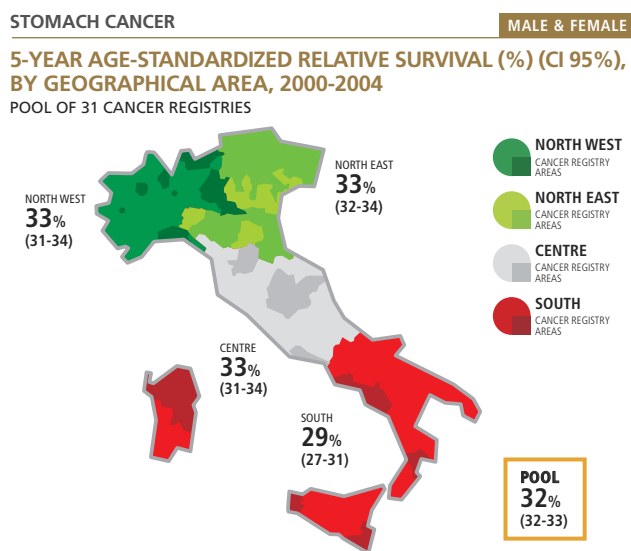 STOMACH CANCER
MALE & FEMALE
5-YEAR AGE-STANDARDIZED RELATIVE SURVIVAL (%) (CI 95%),
BY GEOGRAPHICAL AREA, 2000-2004
POOL OF 31 CANCER REGISTRIES
NORTH WEST
33%
(31-34)
NORTH EAST
33%
(32-34)
CENTRE
33%
(31-34)
SOUTH
29%
(27-31)
NORTH WEST
CANCER REGISTRY
AREAS
NORTH EAST
CANCER REGISTRY
AREAS
CENTRE
CANCER REGISTRY
AREAS
SOUTH
CANCER REGISTRY
AREAS
POOL
32%
(32-33)